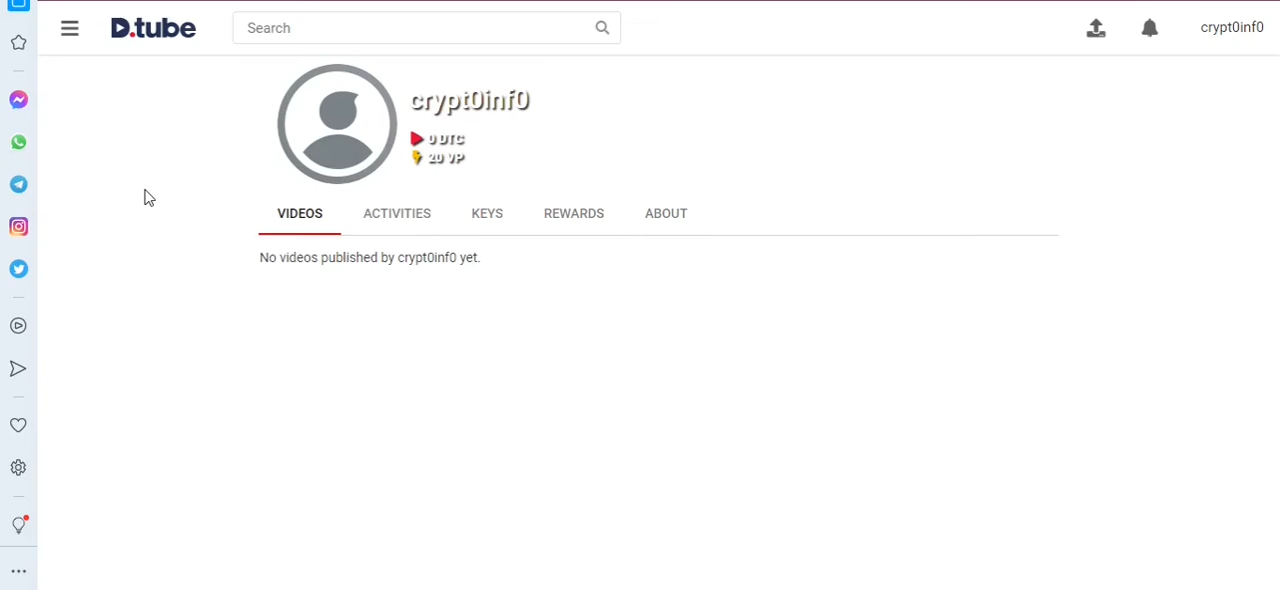 D.tube Search crypt0inf0
crypt0inf0
0 DTC
20 VP
VIDEOS ACTIVITIES KEYS REWARDS ABOUT
No videos published by crypt0inf0 yet.